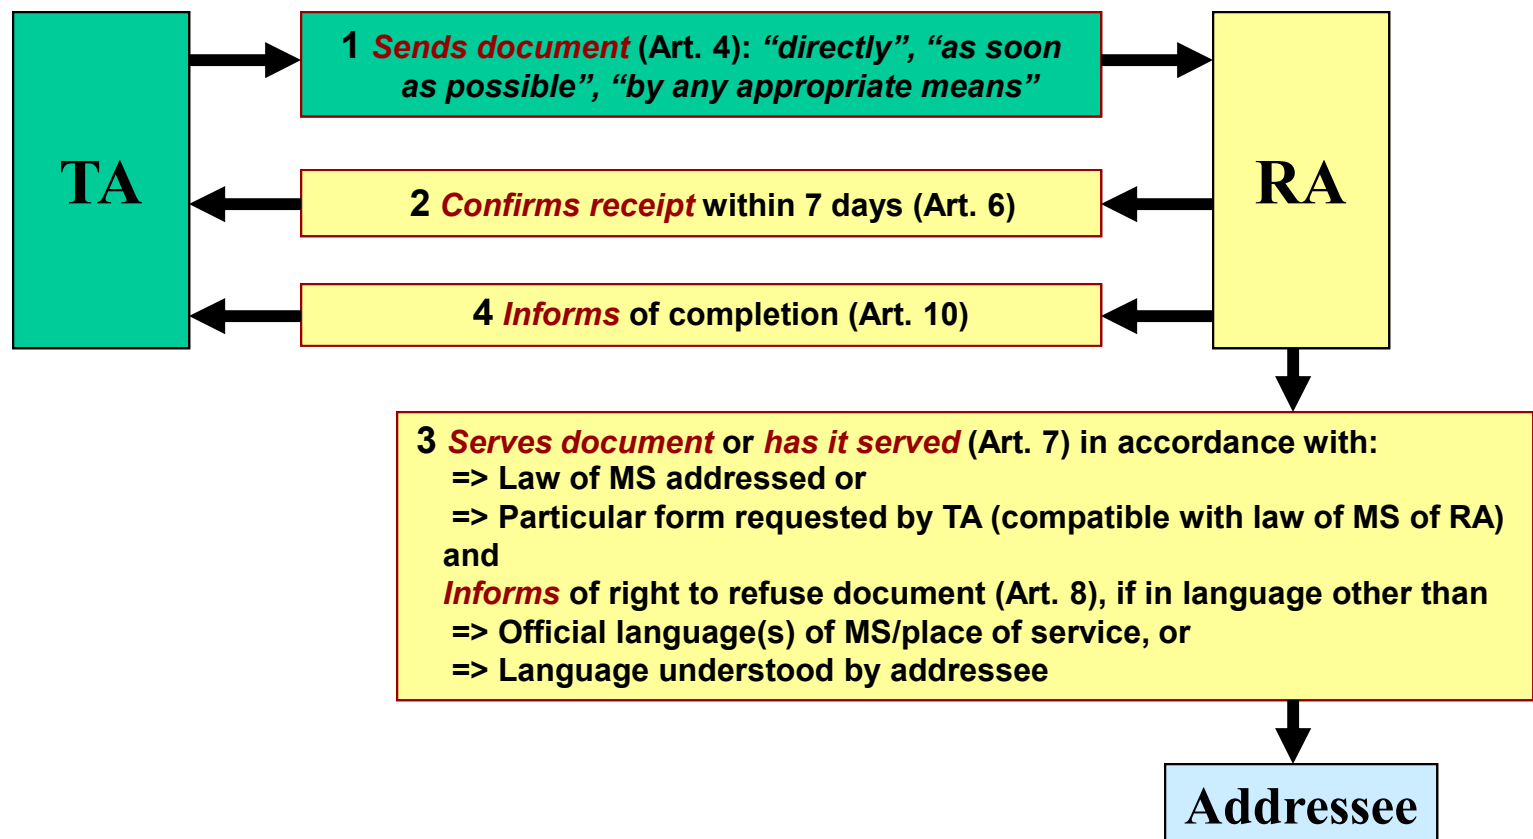 TA
1 Sends document (Art. 4): “directly”, “as soon
as possible”, “by any appropriate means”
RA
2 Confirms receipt within 7 days (Art. 6)
4 Informs of completion (Art. 10)
3 Serves document or has it served (Art. 7) in accordance with:
=> Law of MS addressed or
=> Particular form requested by TA (compatible with law of MS of RA)
and
Informs of right to refuse document (Art. 8), if in language other than
=> Official language(s) of MS/place of service, or
=> Language understood by addressee
Addressee